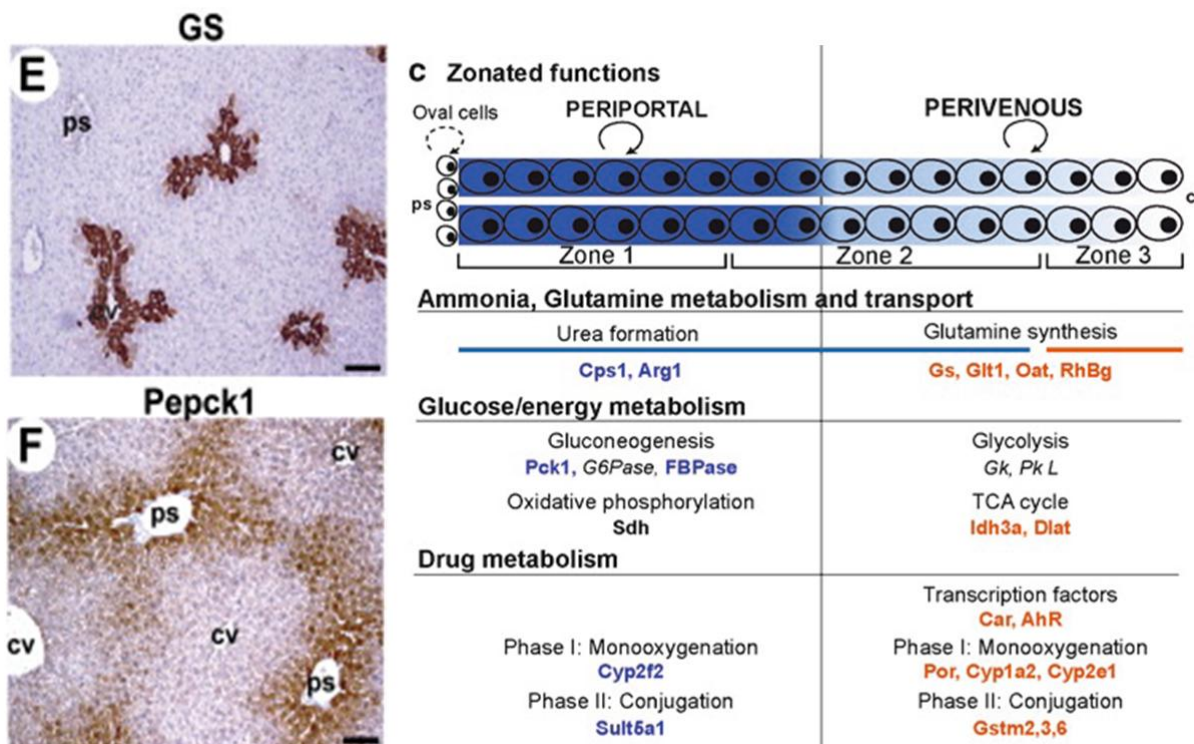 GS
E
ps
cv
Pepck1
F
cv
ps
cv
cv
ps
c Zonated functions
Oval cells
PERIPORTAL
PERIVENOUS
ps
c
Zone 1
Zone 2
Zone 3
Ammonia, Glutamine metabolism and transport
Urea formation
Glutamine synthesis
Cps1, Arg1
Gs, Glt1, Oat, RhBg
Glucose/energy metabolism
Gluconeogenesis
Glycolysis
Pck1, G6Pase, FBPase
Gk, Pk L
Oxidative phosphorylation
TCA cycle
Sdh
Idh3a, Dlat
Drug metabolism
Transcription factors
Car, AhR
Phase I: Monooxygenation
Phase I: Monooxygenation
Cyp2f2
Por, Cyp1a2, Cyp2e1
Phase II: Conjugation
Phase II: Conjugation
Sult5a1
Gstm2,3,6